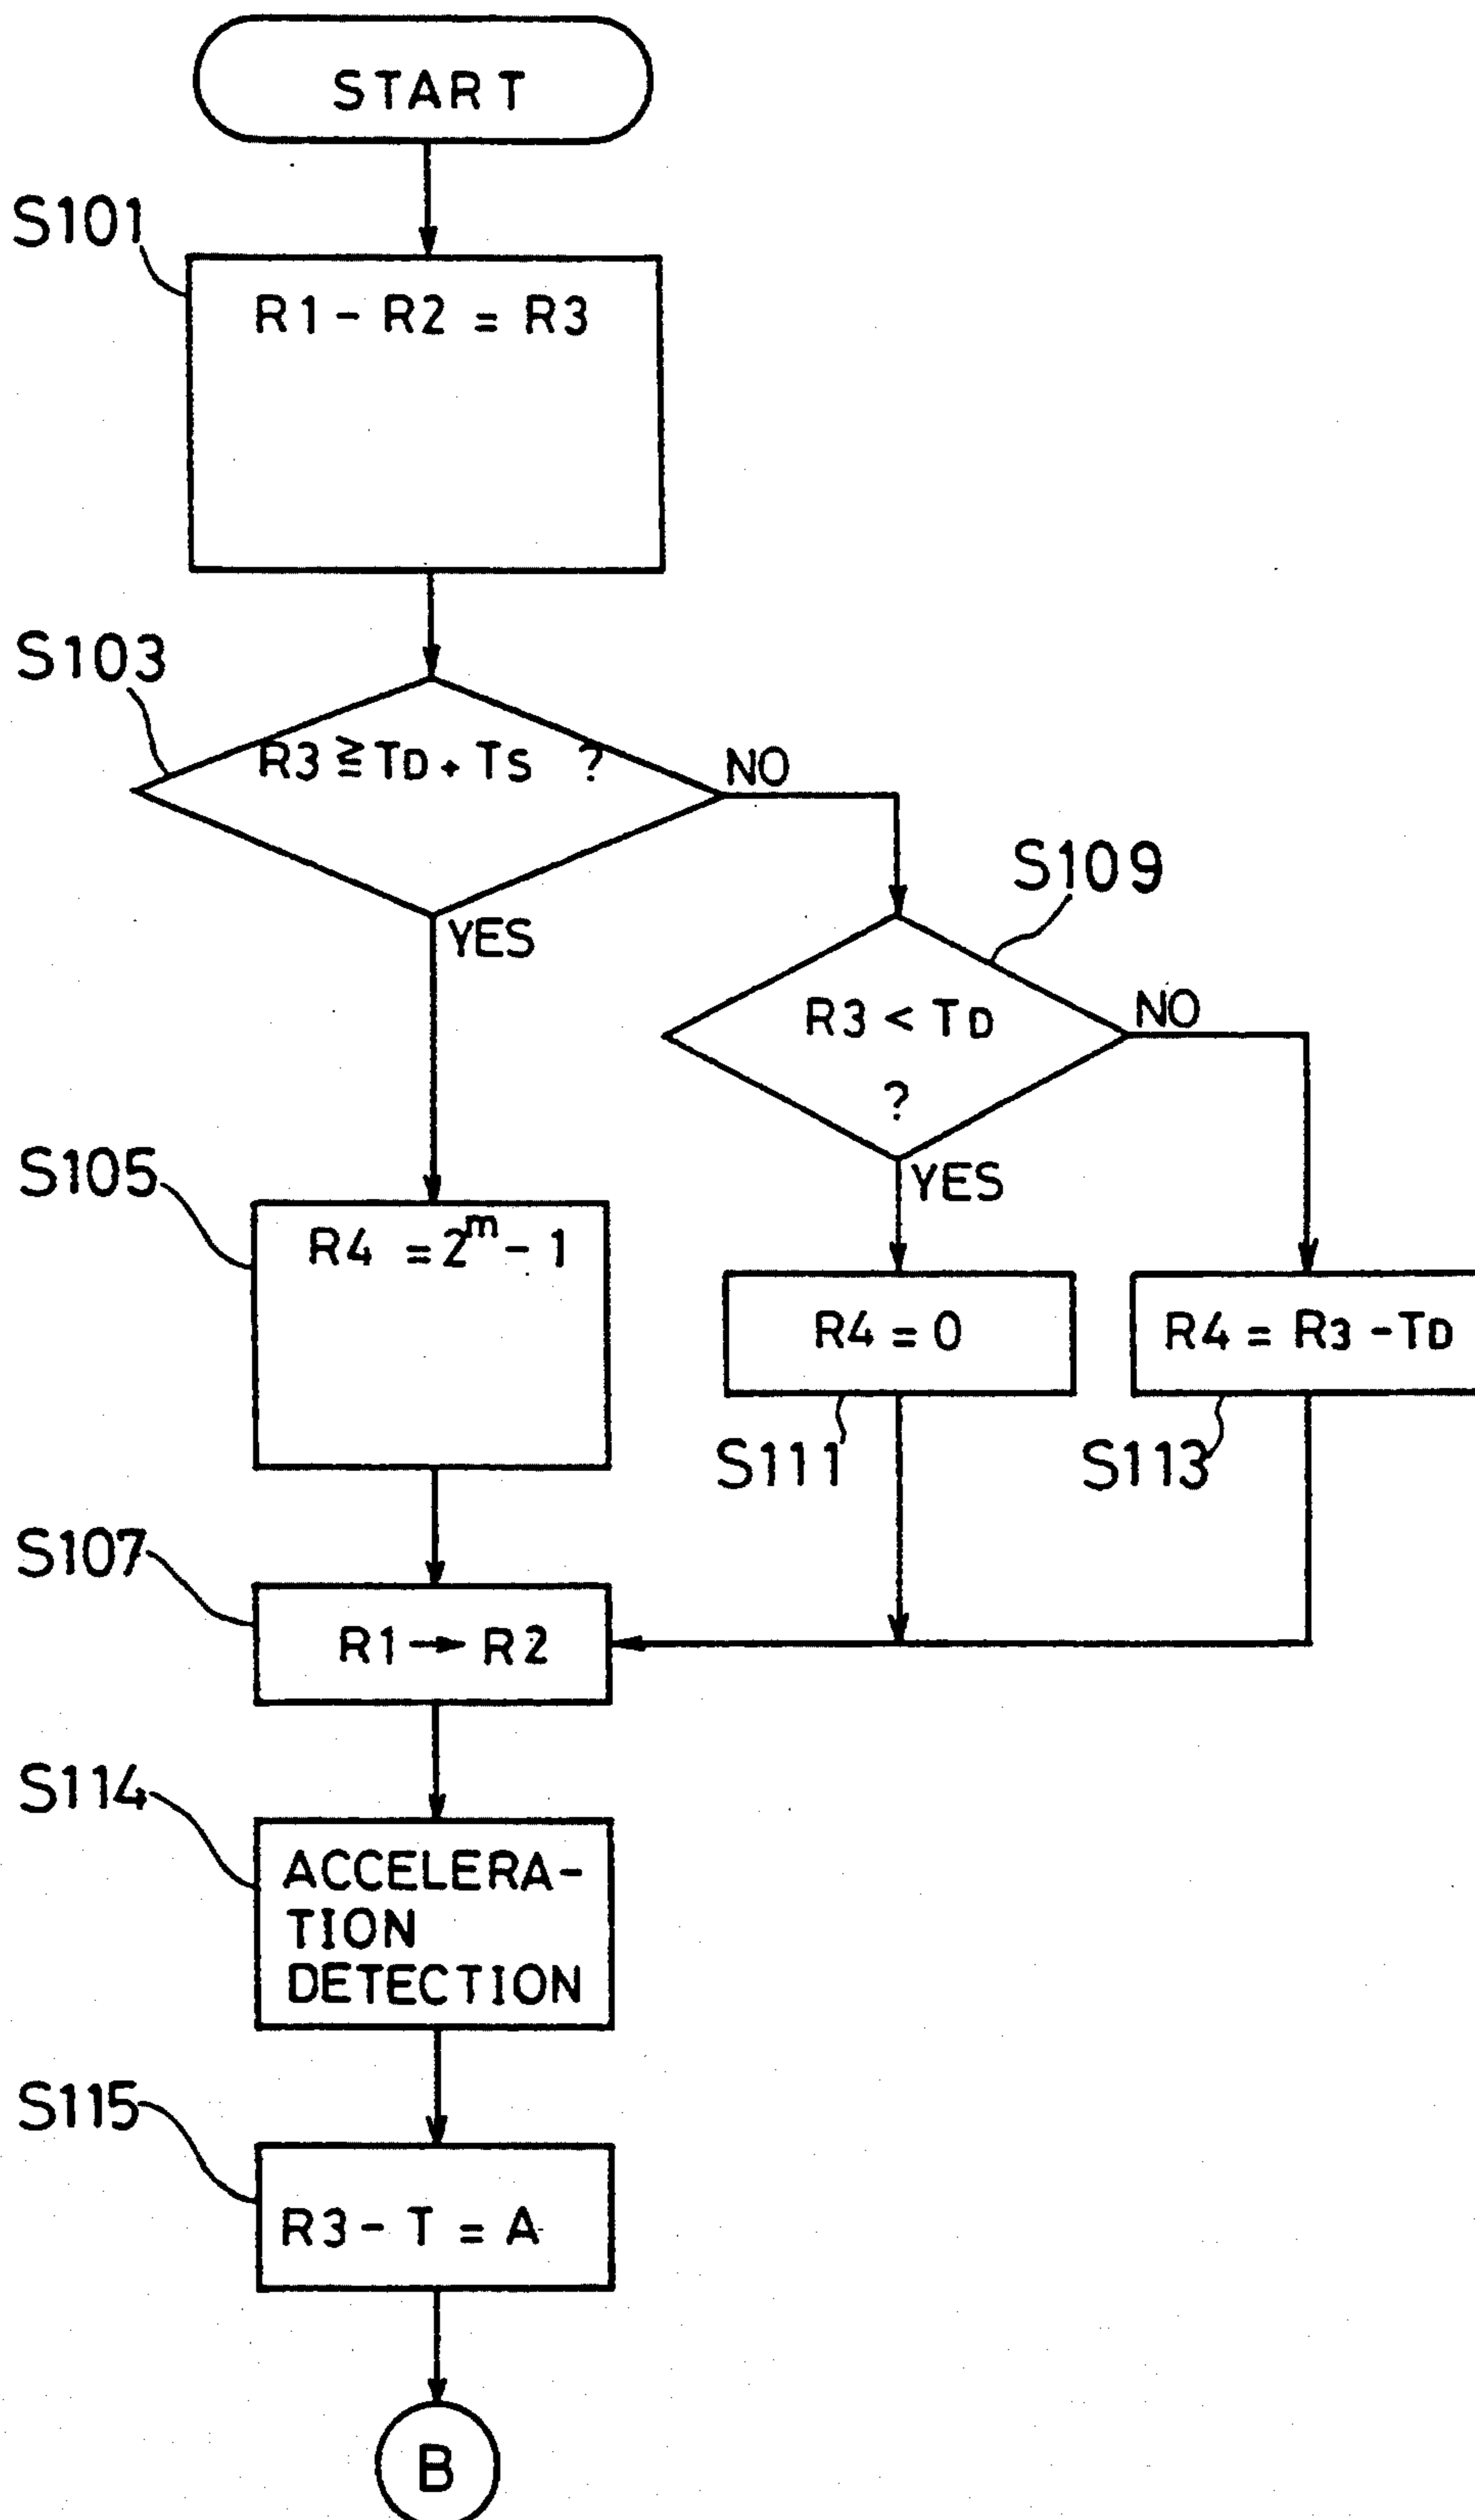 START
S101
R1 - R2 = R3
S103
R3 ≧ TD + TS ?
NO
YES
S109
R3 < TD
?
NO
YES
S105
R4 = 2^m - 1
R4 = 0
R4 = R3 - TD
S111
S113
S107
R1 → R2
S114
ACCELERA-
TION
DETECTION
S115
R3 - T = A
B